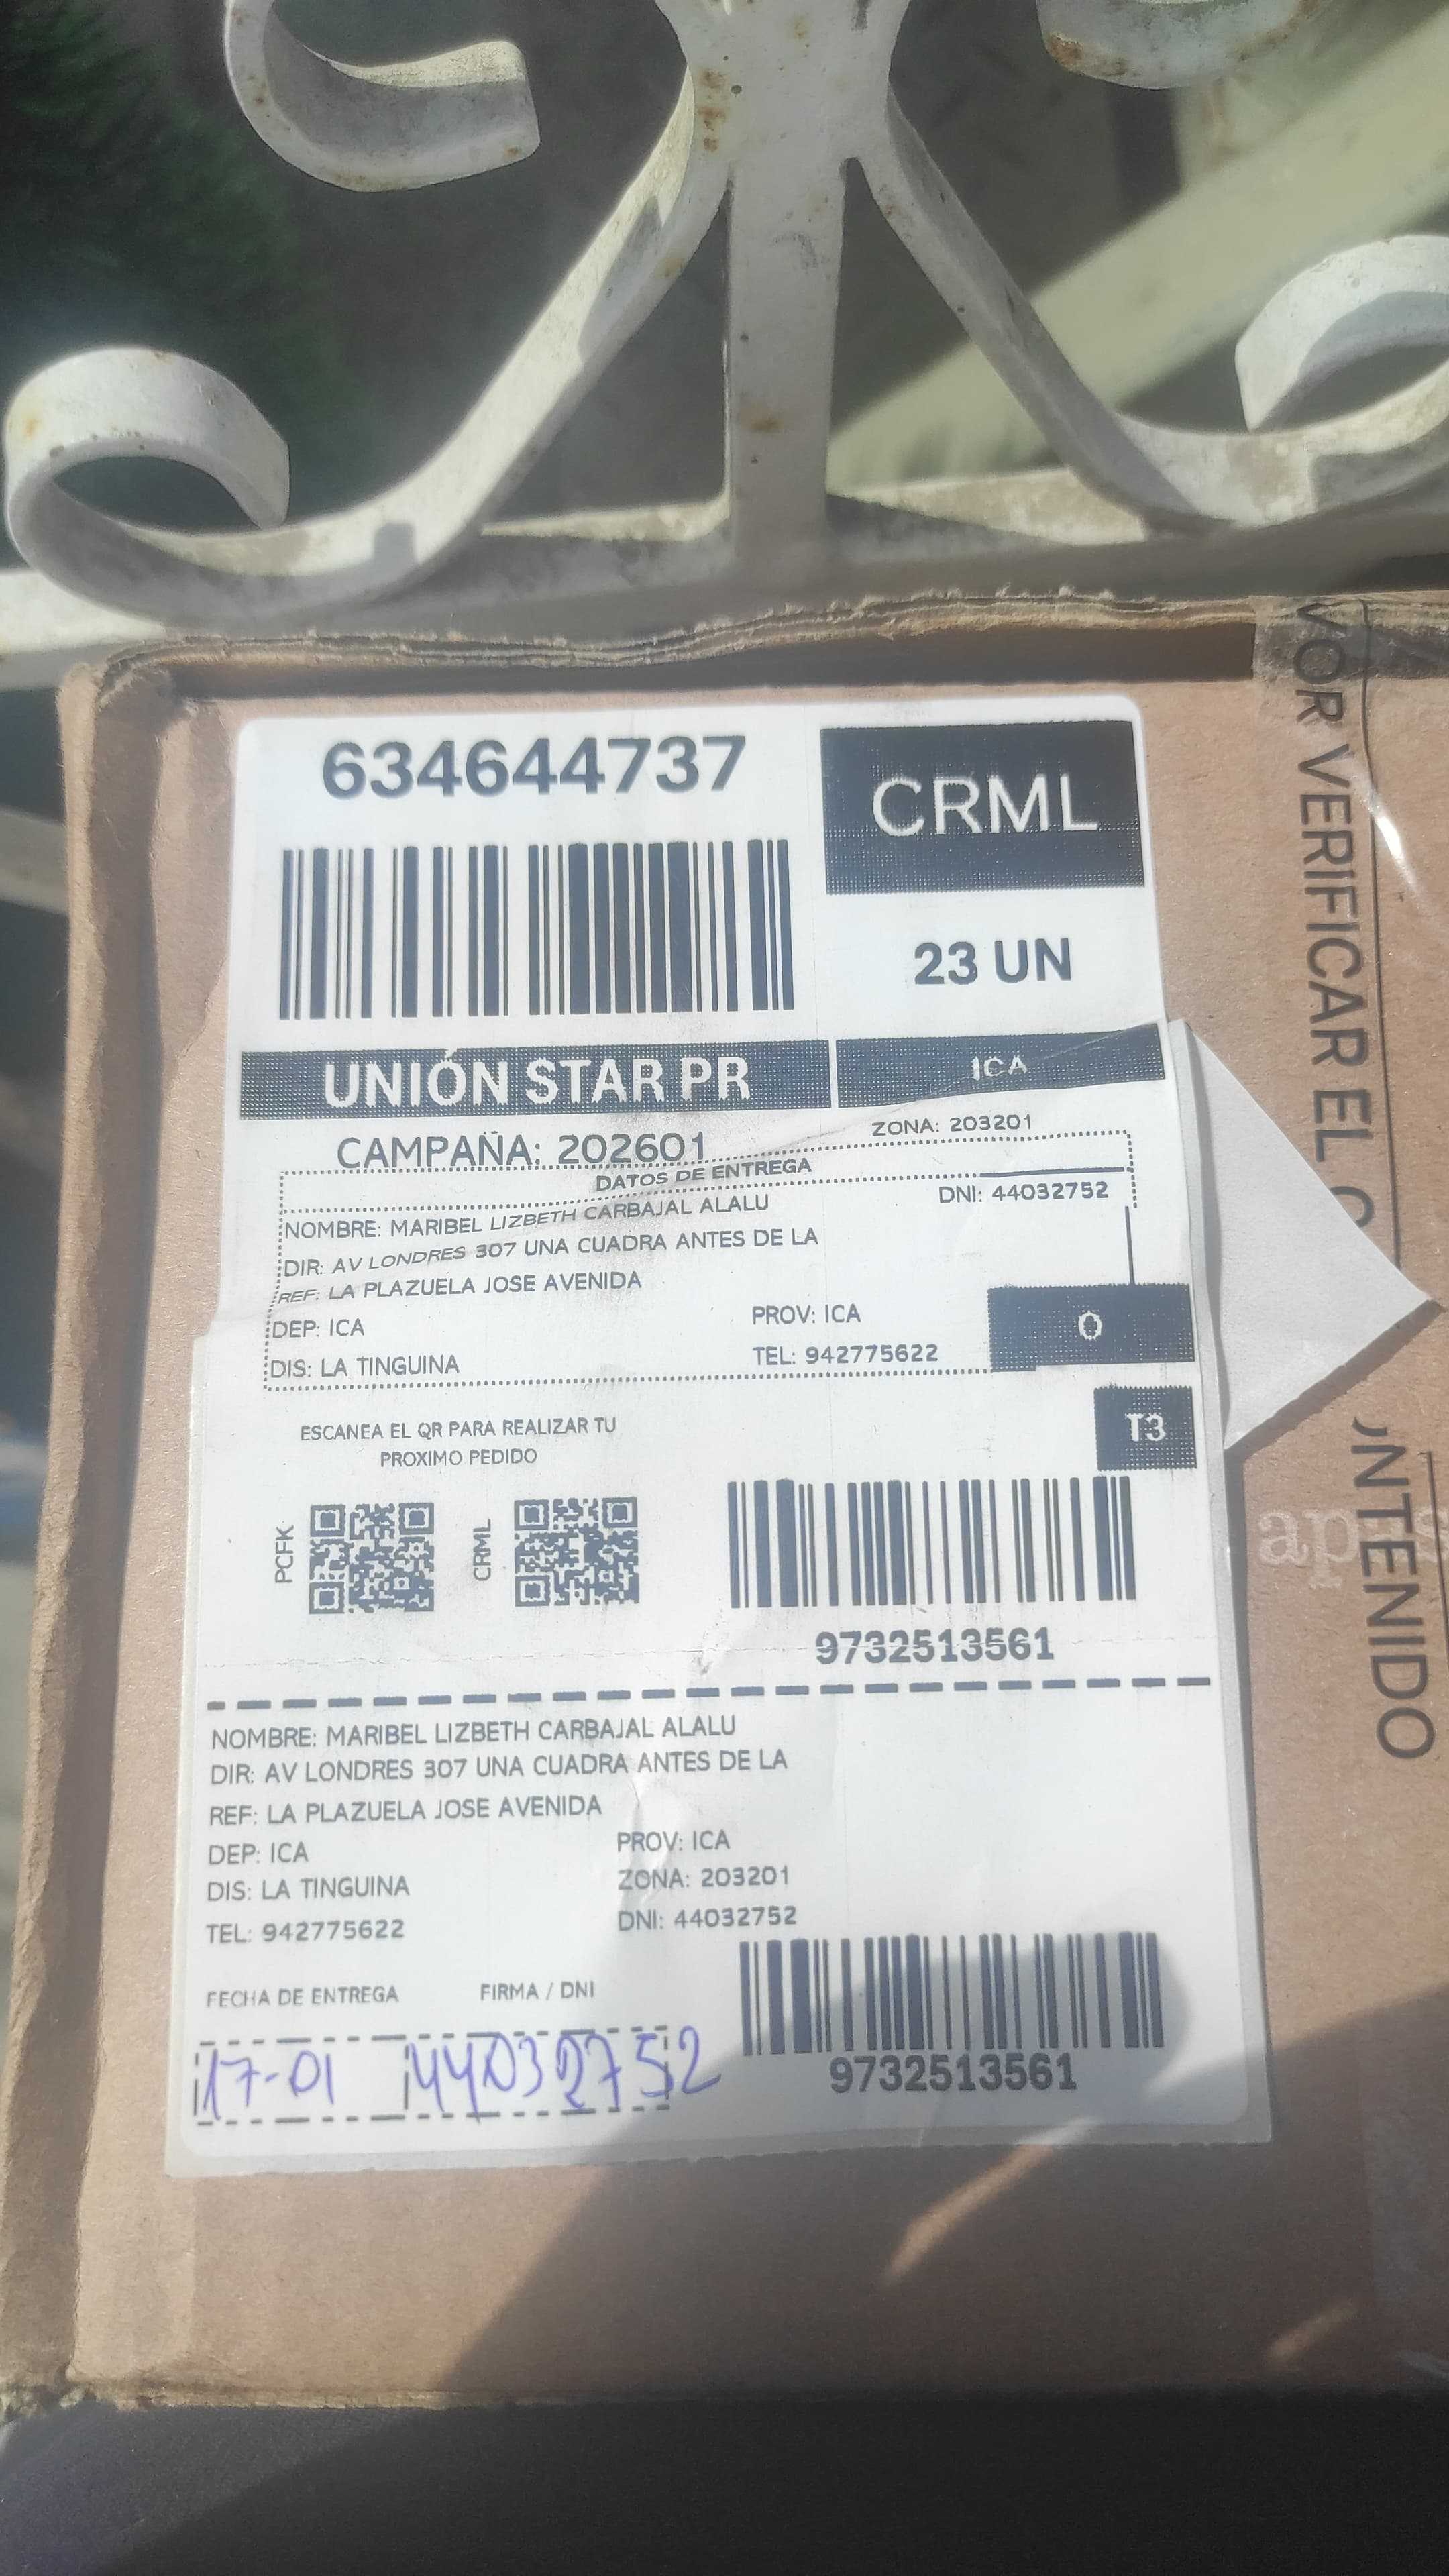 634644737
CRML
23 UN
UNIÓN STAR PR
ICA
CAMPAÑA: 202601
ZONA: 203201
DATOS DE ENTREGA
NOMBRE: MARIBEL LIZBETH CARBAJAL ALALU
DNI: 44032752
DIR: AV LONDRES 307 UNA CUADRA ANTES DE LA
REF: LA PLAZUELA JOSE AVENIDA
DEP: ICA
PROV: ICA
DIS: LA TINGUINA
TEL: 942775622
O
T3
ESCANEA EL QR PARA REALIZAR TU
PROXIMO PEDIDO
PCFK
CRML
9732513561
NOMBRE: MARIBEL LIZBETH CARBAJAL ALALU
DIR: AV LONDRES 307 UNA CUADRA ANTES DE LA
REF: LA PLAZUELA JOSE AVENIDA
DEP: ICA
PROV: ICA
DIS: LA TINGUINA
ZONA: 203201
TEL: 942775622
DNI: 44032752
FECHA DE ENTREGA
FIRMA / DNI
17-01
44032752
9732513561
VOR VERIFICAR EL C
ONTENIDO